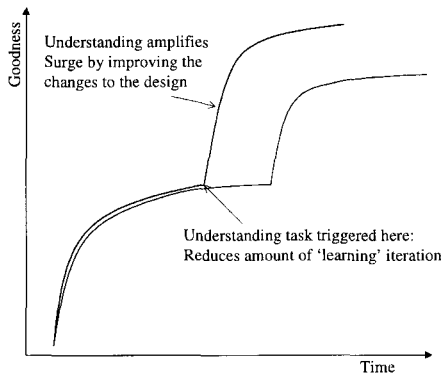 Goodness
Understanding amplifies
Surge by improving the
changes to the design
Understanding task triggered here:
Reduces amount of 'learning' iteration
Time